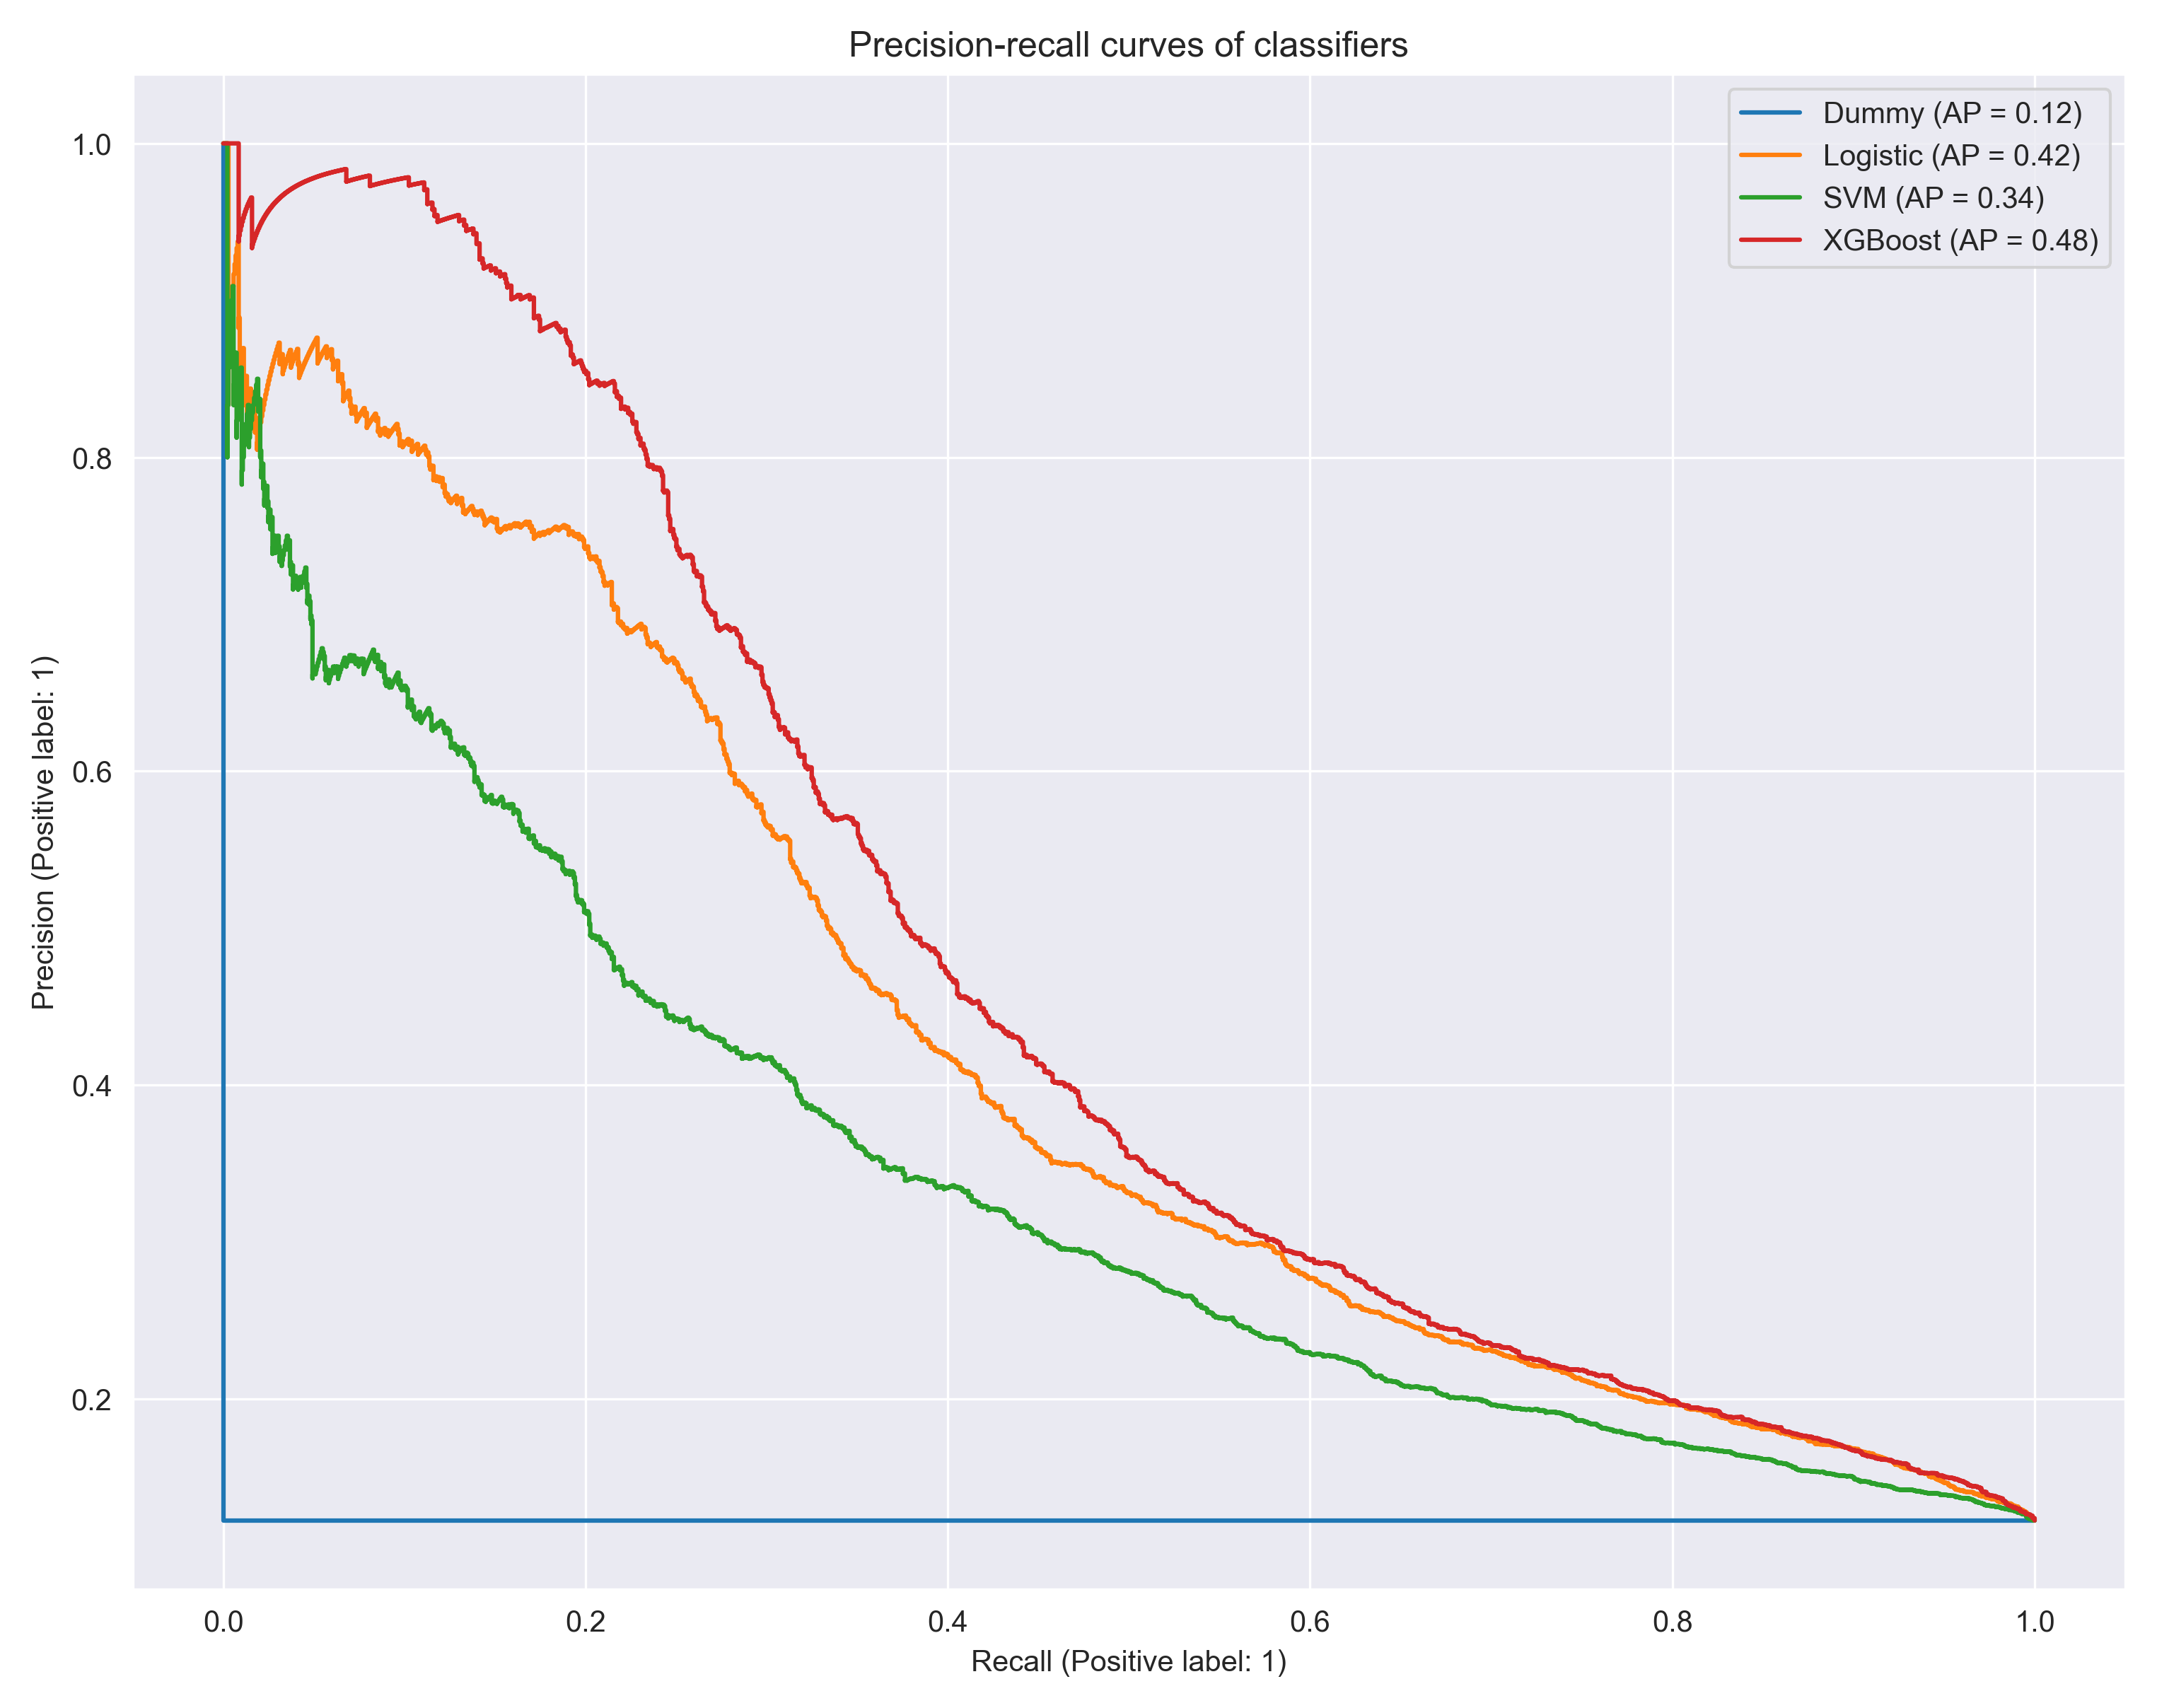 Precision-recall curves of classifiers
Dummy (AP = 0.12)
Logistic (AP = 0.42)
SVM (AP = 0.34)
XGBoost (AP = 0.48)
Precision (Positive label: 1)
1.0
0.8
0.6
0.4
0.2
0.0 0.2 0.4 0.6 0.8 1.0
Recall (Positive label: 1)